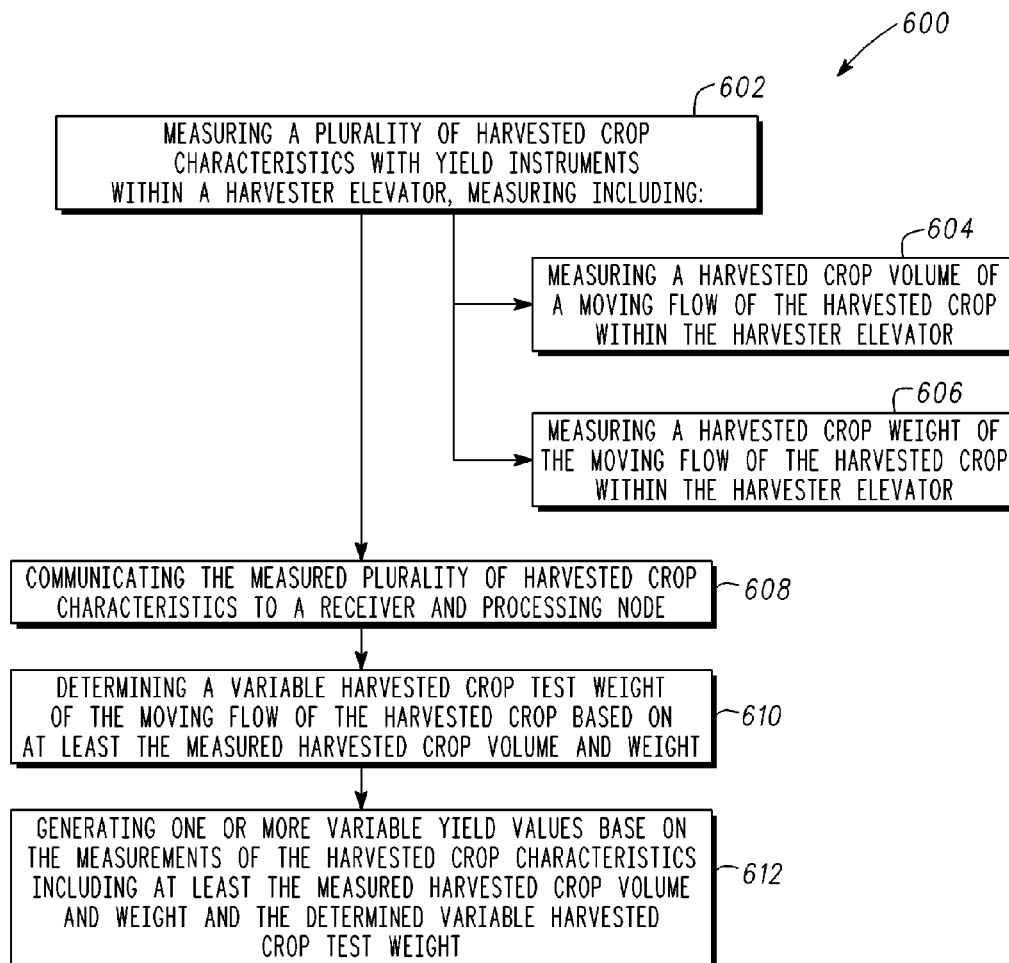 600
602
MEASURING A PLURALITY OF HARVESTED CROP
CHARACTERISTICS WITH YIELD INSTRUMENTS
WITHIN A HARVESTER ELEVATOR, MEASURING INCLUDING:
604
MEASURING A HARVESTED CROP VOLUME OF
A MOVING FLOW OF THE HARVESTED CROP
WITHIN THE HARVESTER ELEVATOR
606
MEASURING A HARVESTED CROP WEIGHT OF
THE MOVING FLOW OF THE HARVESTED CROP
WITHIN THE HARVESTER ELEVATOR
COMMUNICATING THE MEASURED PLURALITY OF HARVESTED CROP
CHARACTERISTICS TO A RECEIVER AND PROCESSING NODE
608
DETERMINING A VARIABLE HARVESTED CROP TEST WEIGHT
OF THE MOVING FLOW OF THE HARVESTED CROP BASED ON
AT LEAST THE MEASURED HARVESTED CROP VOLUME AND WEIGHT
610
GENERATING ONE OR MORE VARIABLE YIELD VALUES BASE ON
THE MEASUREMENTS OF THE HARVESTED CROP CHARACTERISTICS
INCLUDING AT LEAST THE MEASURED HARVESTED CROP VOLUME
AND WEIGHT AND THE DETERMINED VARIABLE HARVESTED
CROP TEST WEIGHT
612